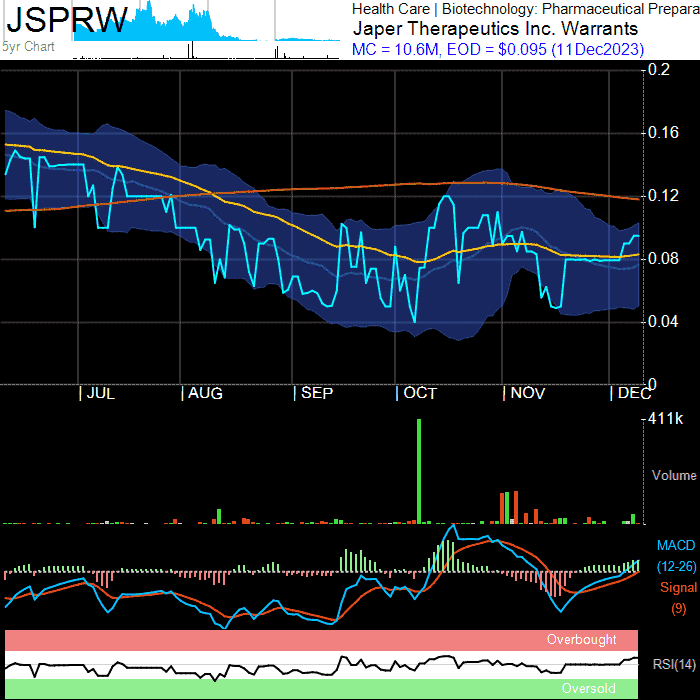 JSPRW
5yr Chart
Health Care | Biotechnology: Pharmaceutical Prepara
Japer Therapeutics Inc. Warrants
MC = 10.6M, EOD = $0.095 (11Dec2023)
0.2
0.16
0.12
0.08
0.04
0
| JUL | AUG | SEP | OCT | NOV | DEC
411k
Volume
MACD
(12-26)
Signal
(9)
Overbought
RSI(14)
Oversold